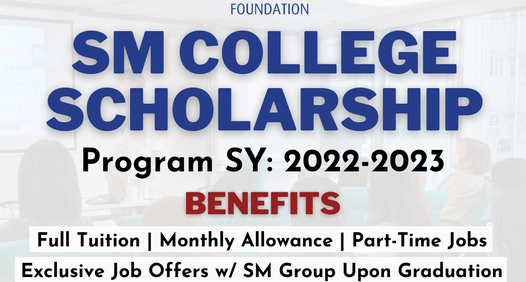 FOUNDATION
SM COLLEGE
SCHOLARSHIP
Program SY: 2022-2023
BENEFITS
Full Tuition | Monthly Allowance | Part-Time Jobs
Exclusive Job Offers w/ SM Group Upon Graduation